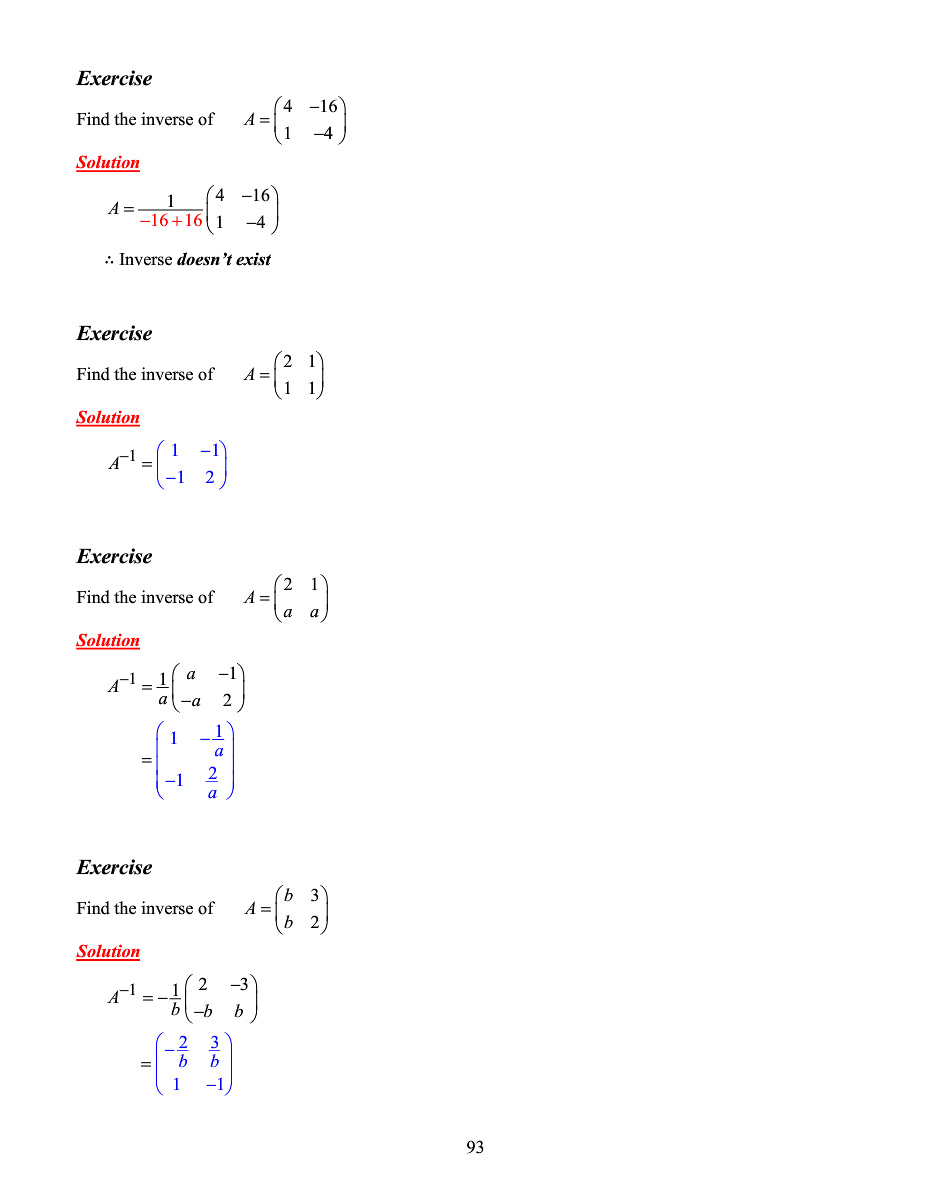 Exercise
Find the inverse of A = \begin{pmatrix} 4 & -16 \\ 1 & -4 \end{pmatrix}
Solution
A = \frac{1}{-16+16} \begin{pmatrix} 4 & -16 \\ 1 & -4 \end{pmatrix}
∴ Inverse doesn’t exist
Exercise
Find the inverse of A = \begin{pmatrix} 2 & 1 \\ 1 & 1 \end{pmatrix}
Solution
A^{-1} = \begin{pmatrix} 1 & -1 \\ -1 & 2 \end{pmatrix}
Exercise
Find the inverse of A = \begin{pmatrix} 2 & 1 \\ a & a \end{pmatrix}
Solution
A^{-1} = \frac{1}{a} \begin{pmatrix} a & -1 \\ -a & 2 \end{pmatrix}
= \begin{pmatrix} 1 & -\frac{1}{a} \\ -1 & \frac{2}{a} \end{pmatrix}
Exercise
Find the inverse of A = \begin{pmatrix} b & 3 \\ b & 2 \end{pmatrix}
Solution
A^{-1} = -\frac{1}{b} \begin{pmatrix} 2 & -3 \\ -b & b \end{pmatrix}
= \begin{pmatrix} -\frac{2}{b} & \frac{3}{b} \\ 1 & -1 \end{pmatrix}
93